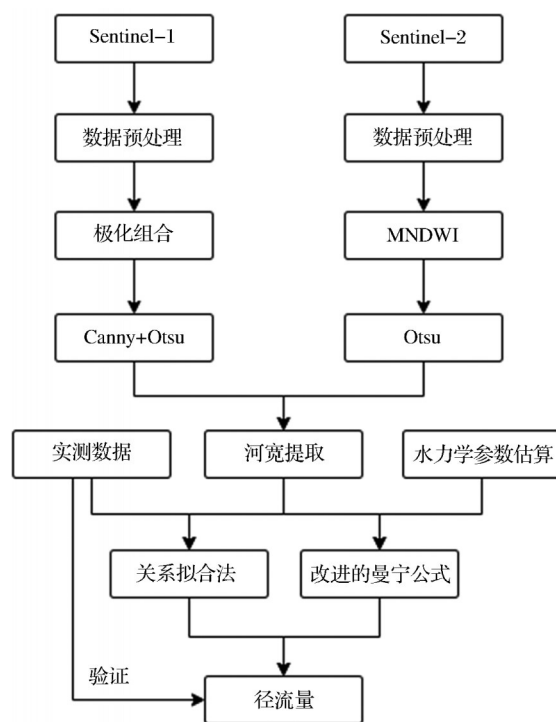 Sentinel-1
Sentinel-2
数据预处理
数据预处理
极化组合
MNDWI
Canny+Otsu
Otsu
实测数据
河宽提取
水力学参数估算
关系拟合法
改进的曼宁公式
验证
径流量